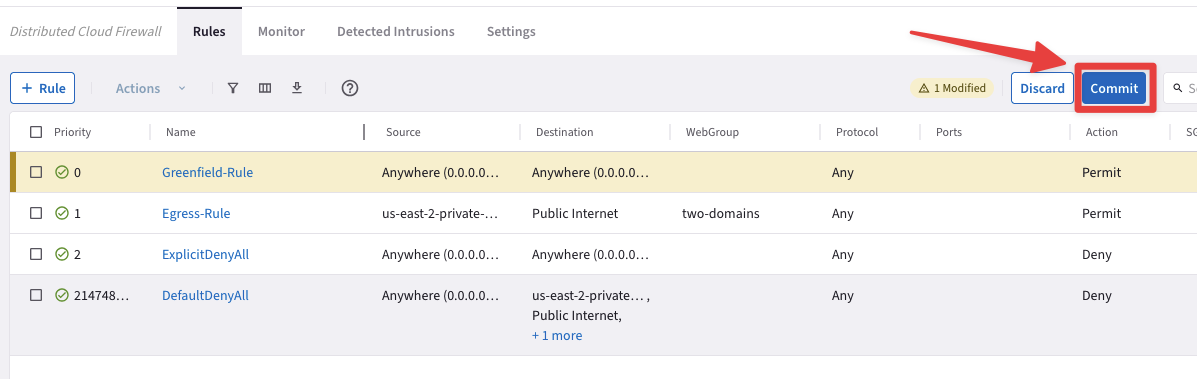 Distributed Cloud Firewall Rules Monitor Detected Intrusions Settings
+ Rule Actions 1 Modified Discard Commit
Priority Name Source Destination WebGroup Protocol Ports Action SG
0 Greenfield-Rule Anywhere (0.0.0.0… Anywhere (0.0.0.0… Any Permit
1 Egress-Rule us-east-2-private-… Public Internet two-domains Any Permit
2 ExplicitDenyAll Anywhere (0.0.0.0… Anywhere (0.0.0.0… Any Deny
214748… DefaultDenyAll Anywhere (0.0.0.0… us-east-2-private… , Any Deny
Public Internet,
+ 1 more